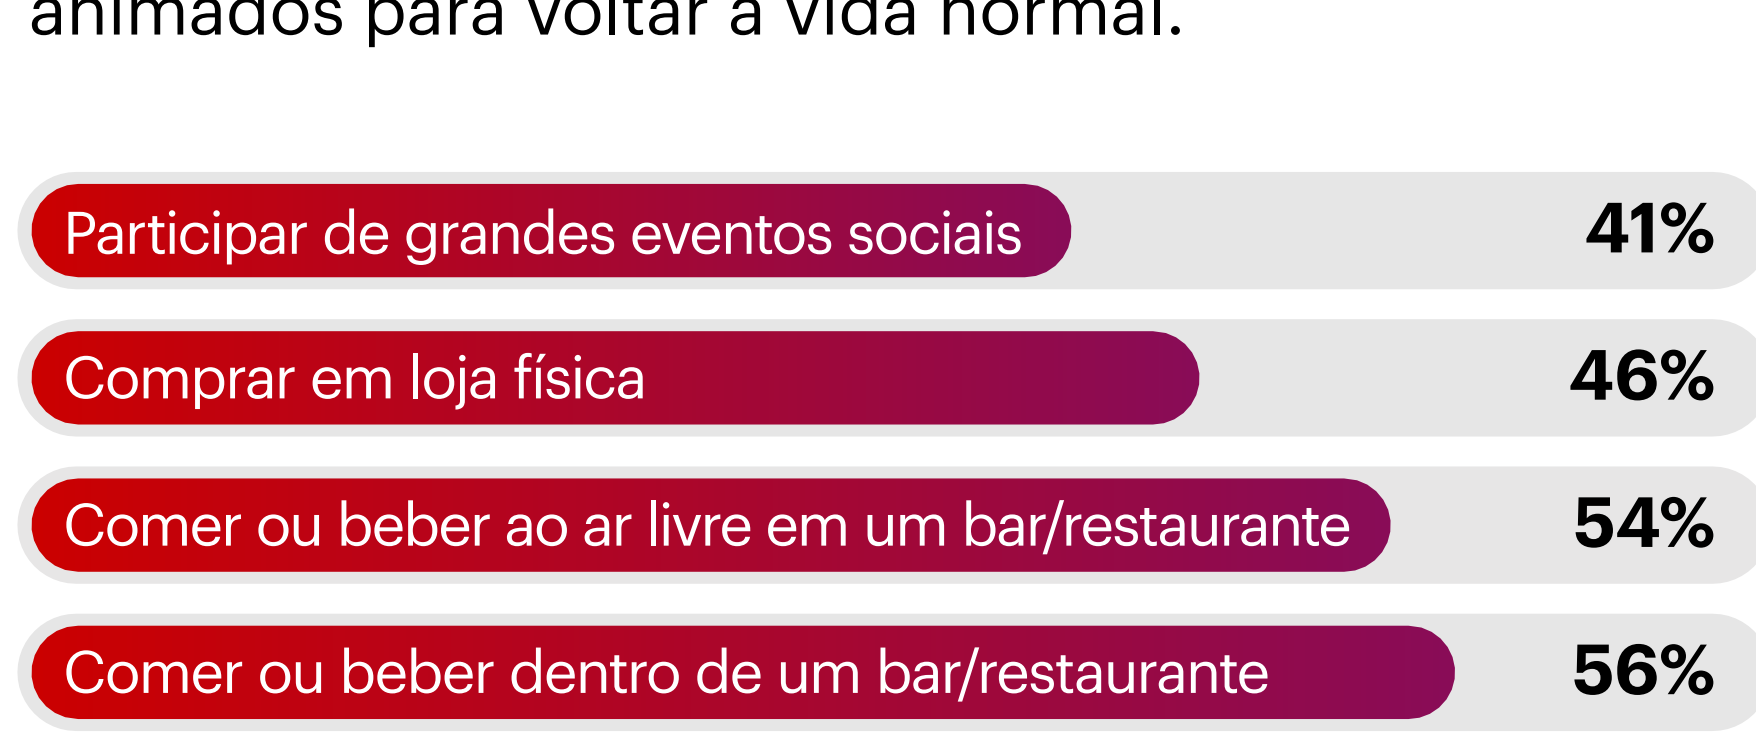 animados para voltar à vida normal.
Participar de grandes eventos sociais 41%
Comprar em loja física 46%
Comer ou beber ao ar livre em um bar/restaurante 54%
Comer ou beber dentro de um bar/restaurante 56%